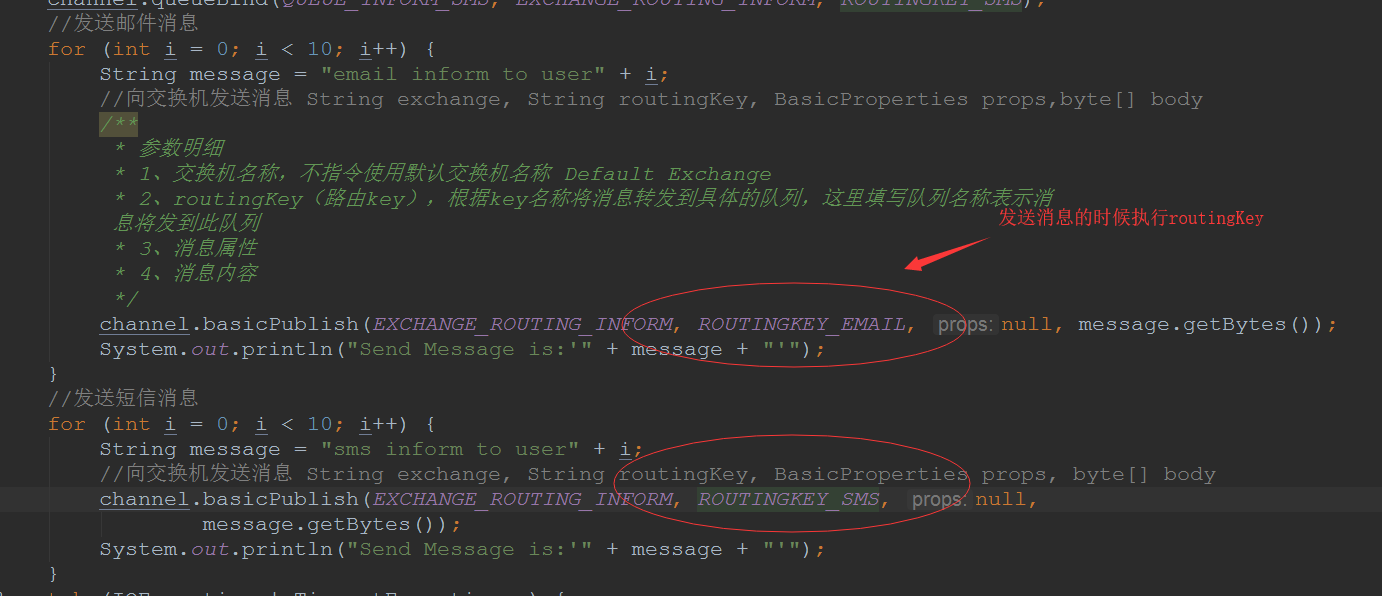 channel.queueBind(QUEUE_INFORM_SMS, EXCHANGE_ROUTING_INFORM, ROUTINGKEY_SMS);
//发送邮件消息
for (int i = 0; i < 10; i++) {
String message = "email inform to user" + i;
//向交换机发送消息 String exchange, String routingKey, BasicProperties props,byte[] body
/**
* 参数明细
* 1、交换机名称，不指令使用默认交换机名称 Default Exchange
* 2、routingKey（路由key），根据key名称将消息转发到具体的队列，这里填写队列名称表示消
息将发到此队列
发送消息的时候执行routingKey
* 3、消息属性
* 4、消息内容
*/
channel.basicPublish(EXCHANGE_ROUTING_INFORM, ROUTINGKEY_EMAIL, props: null, message.getBytes());
System.out.println("Send Message is:'" + message + "'");
}
//发送短信消息
for (int i = 0; i < 10; i++) {
String message = "sms inform to user" + i;
//向交换机发送消息 String exchange, String routingKey, BasicProperties props, byte[] body
channel.basicPublish(EXCHANGE_ROUTING_INFORM, ROUTINGKEY_SMS, props: null,
message.getBytes());
System.out.println("Send Message is:'" + message + "'");
}